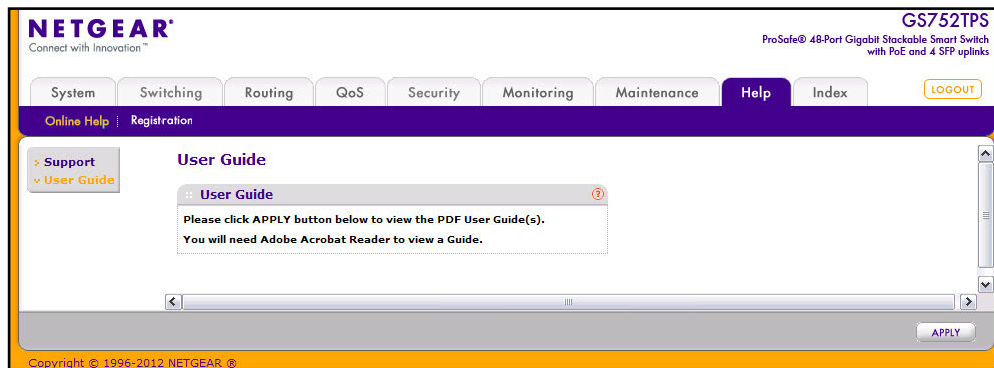 NETGEAR®
Connect with Innovation™
GS752TPS
ProSafe® 48-Port Gigabit Stackable Smart Switch
with PoE and 4 SFP uplinks
System Switching Routing QoS Security Monitoring Maintenance Help Index LOGOUT
Online Help Registration
Support
User Guide
User Guide
User Guide ?
Please click APPLY button below to view the PDF User Guide(s).
You will need Adobe Acrobat Reader to view a Guide.
APPLY
Copyright © 1996-2012 NETGEAR ®